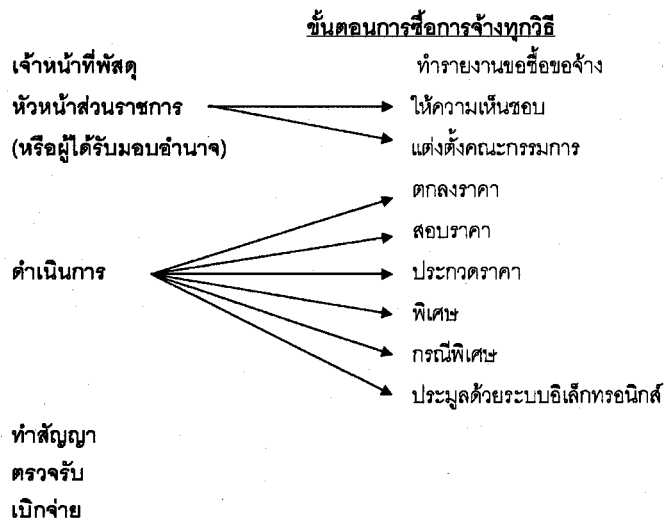 ขั้นตอนการซื้อการจ้างทุกวิธี
เจ้าหน้าที่พัสดุ ทำรายงานขอซื้อขอจ้าง
หัวหน้าส่วนราชการ ให้ความเห็นชอบ
(หรือผู้ได้รับมอบอำนาจ) แต่งตั้งคณะกรรมการ
ตกลงราคา
สอบราคา
ดำเนินการ ประกวดราคา
พิเศษ
กรณีพิเศษ
ประมูลด้วยระบบอิเล็กทรอนิกส์
ทำสัญญา
ตรวจรับ
เบิกจ่าย